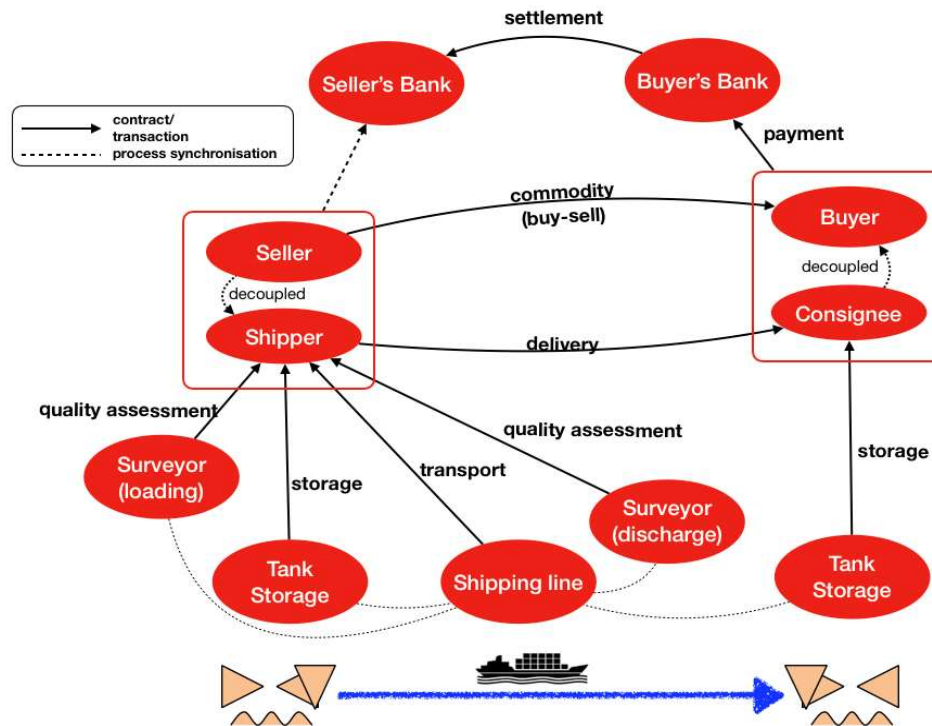 settlement
Seller's Bank
Buyer's Bank
contract/
transaction
process synchronisation
payment
commodity
(buy-sell)
Buyer
Seller
decoupled
decoupled
Consignee
Shipper
delivery
quality assessment
quality assessment
storage
transport
storage
Surveyor
(loading)
Surveyor
(discharge)
Tank
Storage
Shipping line
Tank
Storage